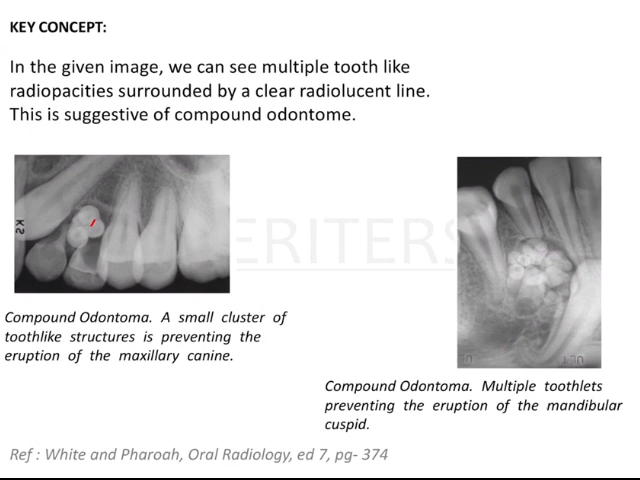 KEY CONCEPT:
In the given image, we can see multiple tooth like
radiopacities surrounded by a clear radiolucent line.
This is suggestive of compound odontome.
K2
ERITERS
Compound Odontoma. A small cluster of
toothlike structures is preventing the
eruption of the maxillary canine.
Compound Odontoma. Multiple toothlets
preventing the eruption of the mandibular
cuspid.
Ref : White and Pharoah, Oral Radiology, ed 7, pg- 374